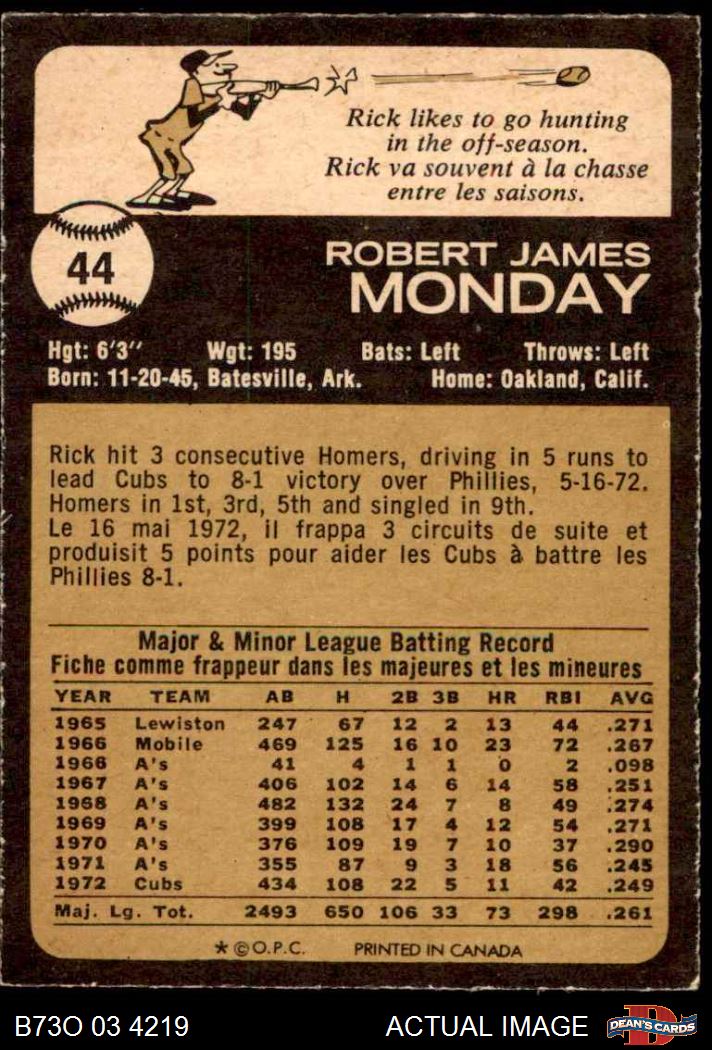 Rick likes to go hunting
in the off-season.
Rick va souvent à la chasse
entre les saisons.
44
ROBERT JAMES
MONDAY
Hgt: 6'3" Wgt: 195 Bats: Left Throws: Left
Born: 11-20-45, Batesville, Ark. Home: Oakland, Calif.
Rick hit 3 consecutive Homers, driving in 5 runs to
lead Cubs to 8-1 victory over Phillies, 5-16-72.
Homers in 1st, 3rd, 5th and singled in 9th.
Le 16 mai 1972, il frappa 3 circuits de suite et
produisit 5 points pour aider les Cubs à battre les
Phillies 8-1.
Major & Minor League Batting Record
Fiche comme frappeur dans les majeures et les mineures
YEAR TEAM AB H 2B 3B HR RBI AVG
1965 Lewiston 247 67 12 2 13 44 .271
1966 Mobile 469 125 16 10 23 72 .267
1966 A's 41 4 1 1 0 2 .098
1967 A's 406 102 14 6 14 58 .251
1968 A's 482 132 24 7 8 49 .274
1969 A's 399 108 17 4 12 54 .271
1970 A's 376 109 19 7 10 37 .290
1971 A's 355 87 9 3 18 56 .245
1972 Cubs 434 108 22 5 11 42 .249
Maj. Lg. Tot. 2493 650 106 33 73 298 .261
* © O.P.C. PRINTED IN CANADA
B73O 03 4219 ACTUAL IMAGE DEAN'S CARDS